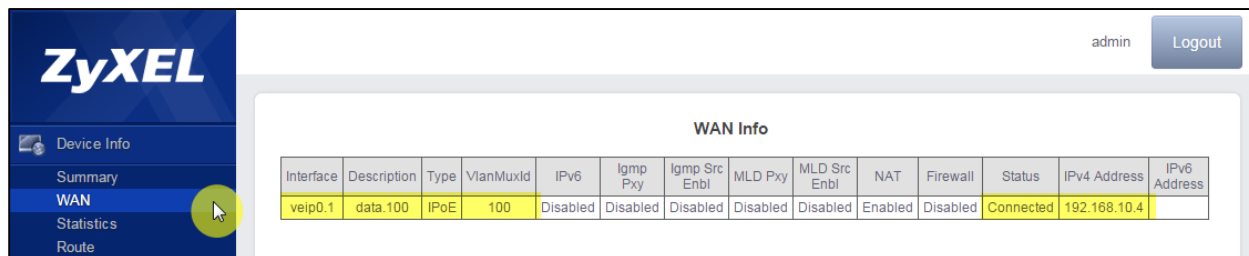 ZyXEL
admin Logout
Device Info
Summary
WAN
Statistics
Route
WAN Info
Interface Description Type VlanMuxId IPv6 Igmp Pxy Igmp Src Enbl MLD Pxy MLD Src Enbl NAT Firewall Status IPv4 Address IPv6 Address
veip0.1 data.100 IPoE 100 Disabled Disabled Disabled Disabled Disabled Enabled Disabled Connected 192.168.10.4